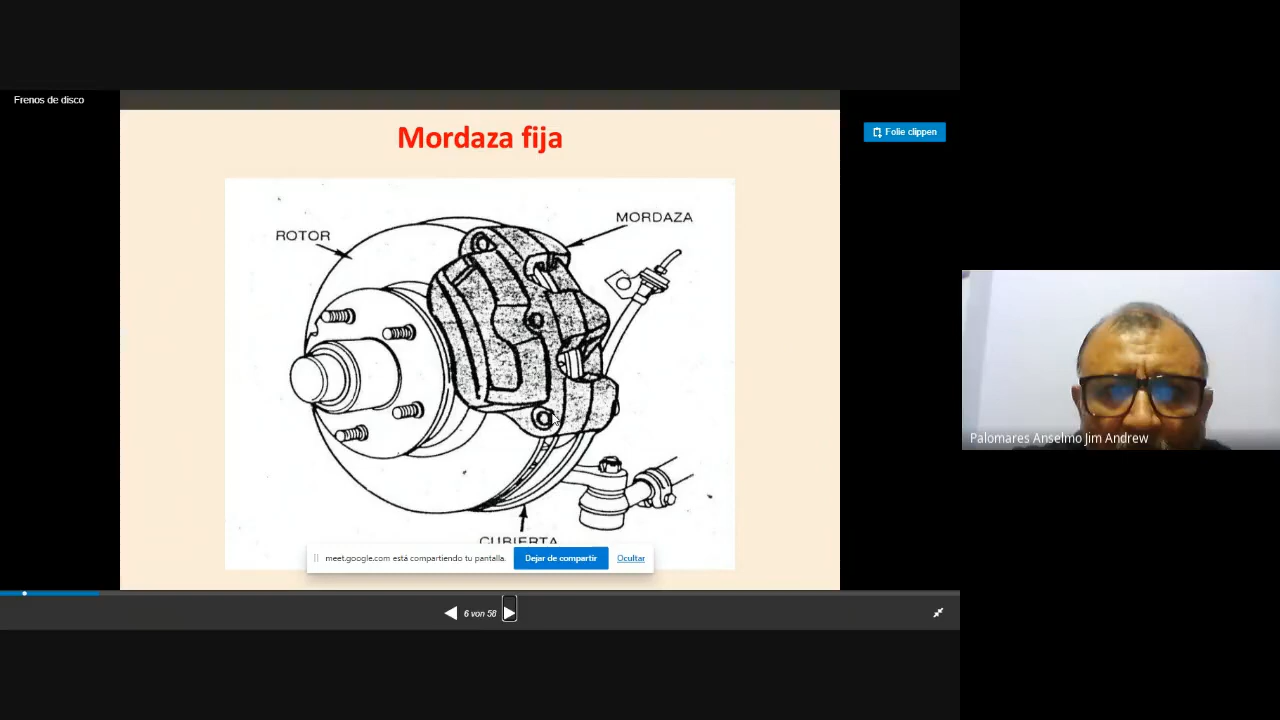 Frenos de disco
Folie clippen
Mordaza fija
MORDAZA
ROTOR
CUBIERTA
meet.google.com está compartiendo tu pantalla.
Dejar de compartir
Ocultar
6 von 58
Palomares Anselmo Jim Andrew